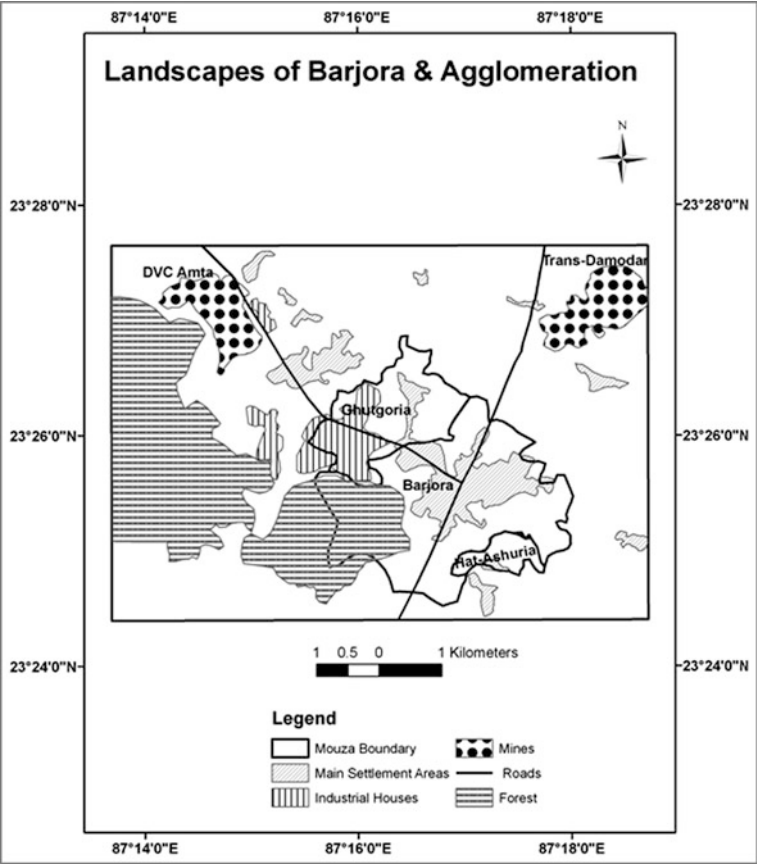 87°14'0"E 87°16'0"E 87°18'0"E
Landscapes of Barjora & Agglomeration
N
23°28'0"N 23°28'0"N
DVC Amta Trans-Damodar
Ghutgoria
23°26'0"N 23°26'0"N
Barjora
Hat-Ashuria
23°24'0"N 23°24'0"N
1 0.5 0 1 Kilometers
Legend
Mouza Boundary Mines
Main Settlement Areas Roads
Industrial Houses Forest
87°14'0"E 87°16'0"E 87°18'0"E